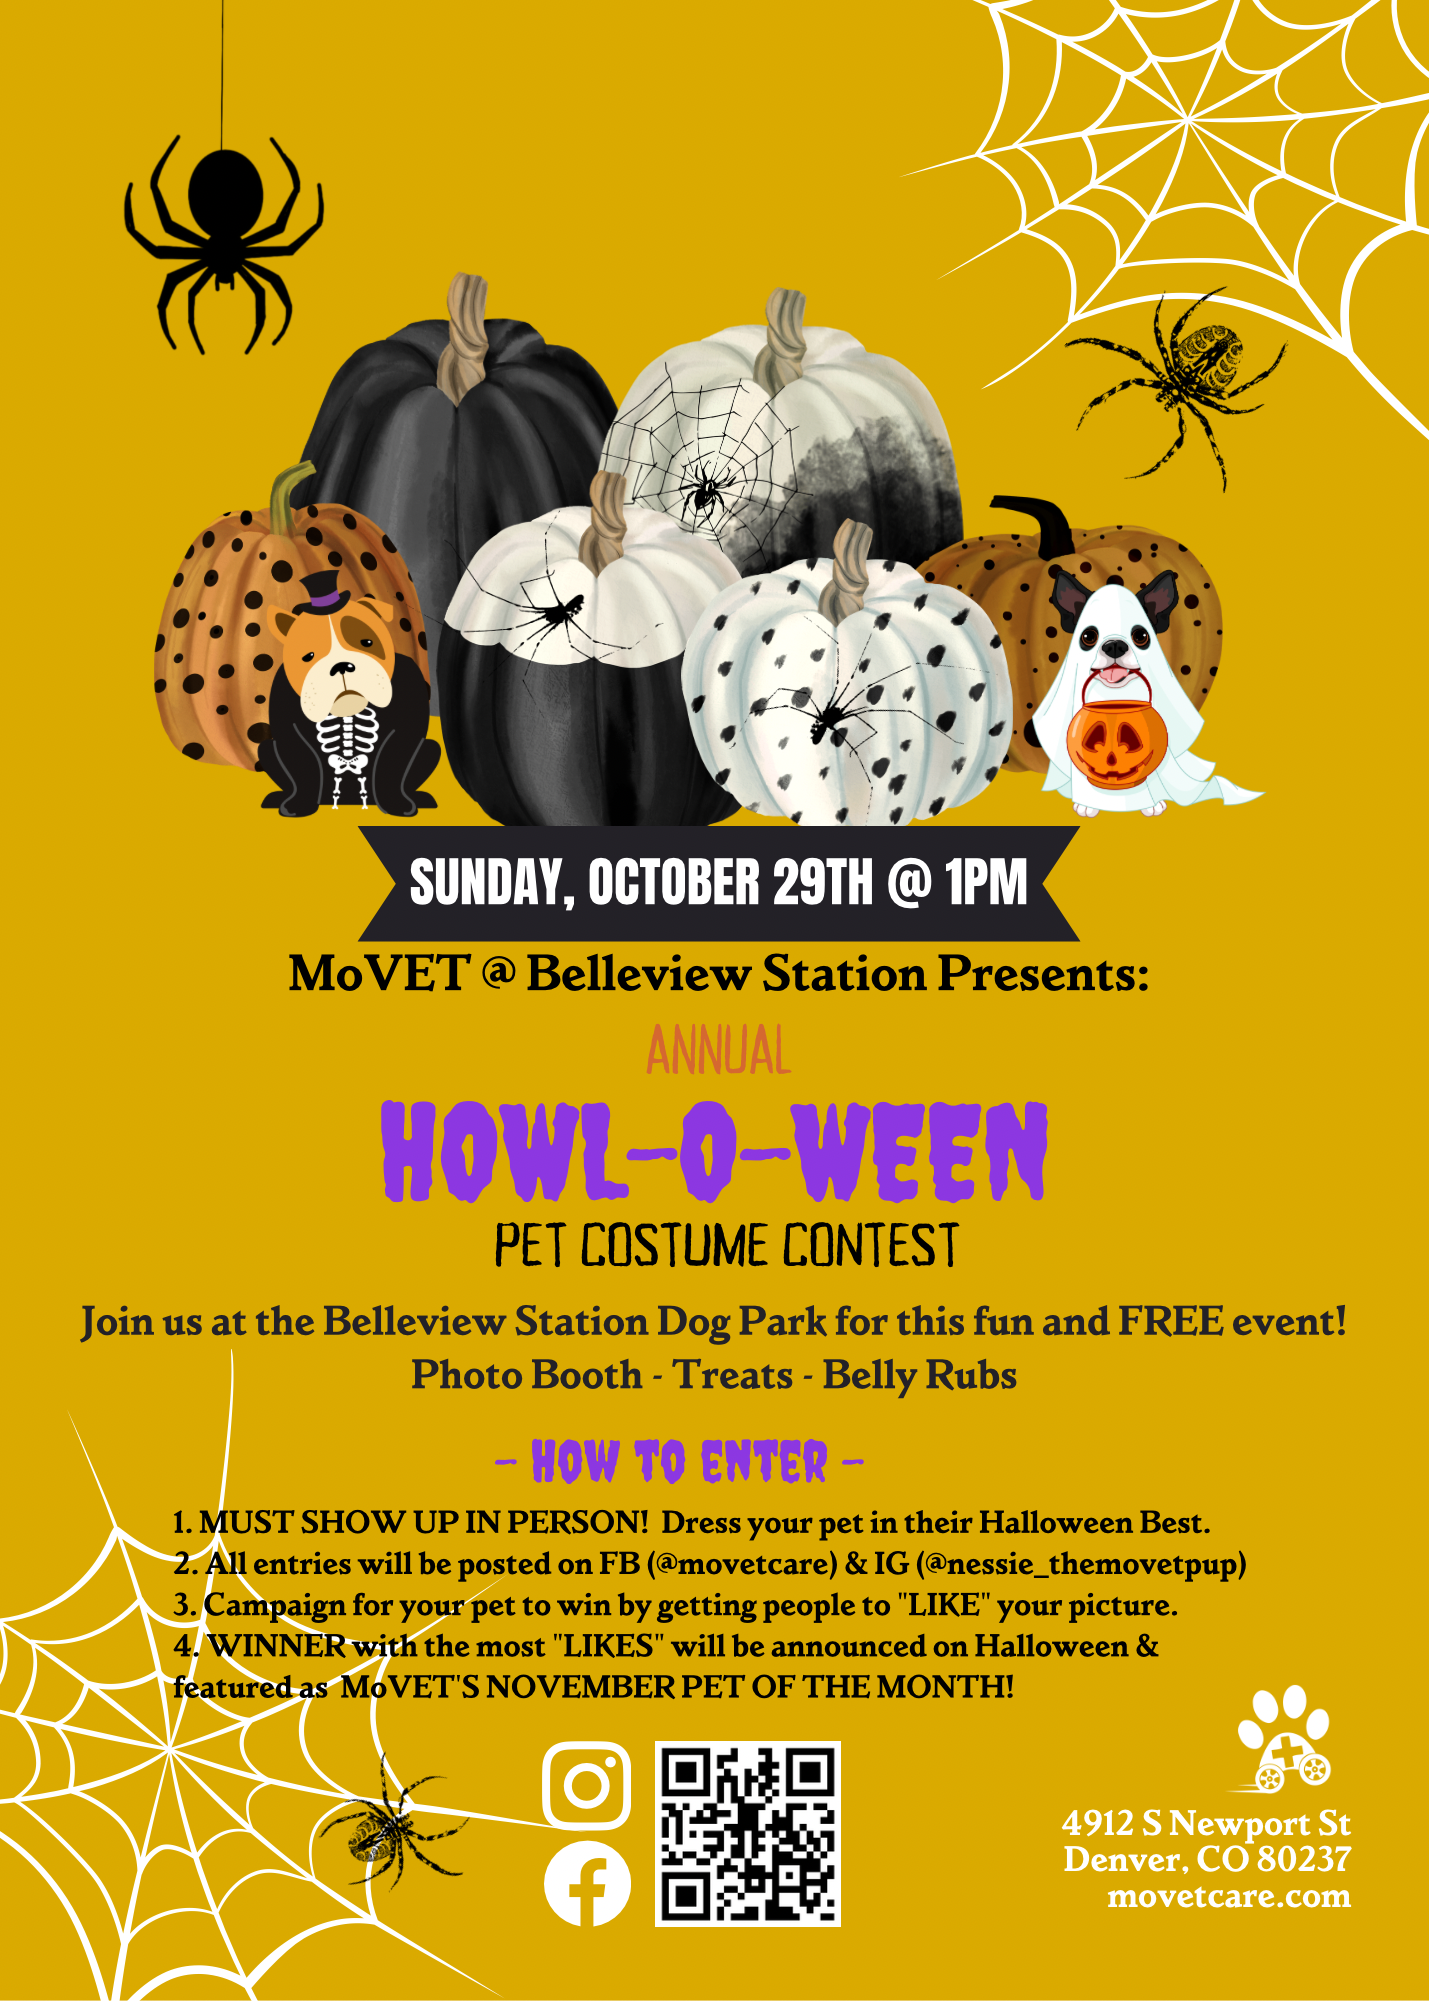 SUNDAY, OCTOBER 29TH @ 1PM
MoVET @ Belleview Station Presents:
ANNUAL
HOWL-O-WEEN
PET COSTUME CONTEST
Join us at the Belleview Station Dog Park for this fun and FREE event!
Photo Booth - Treats - Belly Rubs
- HOW TO ENTER -
1. MUST SHOW UP IN PERSON! Dress your pet in their Halloween Best.
2. All entries will be posted on FB (@movetcare) & IG (@nessie_themovetpup)
3. Campaign for your pet to win by getting people to "LIKE" your picture.
4. WINNER with the most "LIKES" will be announced on Halloween &
featured as MoVET'S NOVEMBER PET OF THE MONTH!
4912 S Newport St
Denver, CO 80237
movetcare.com